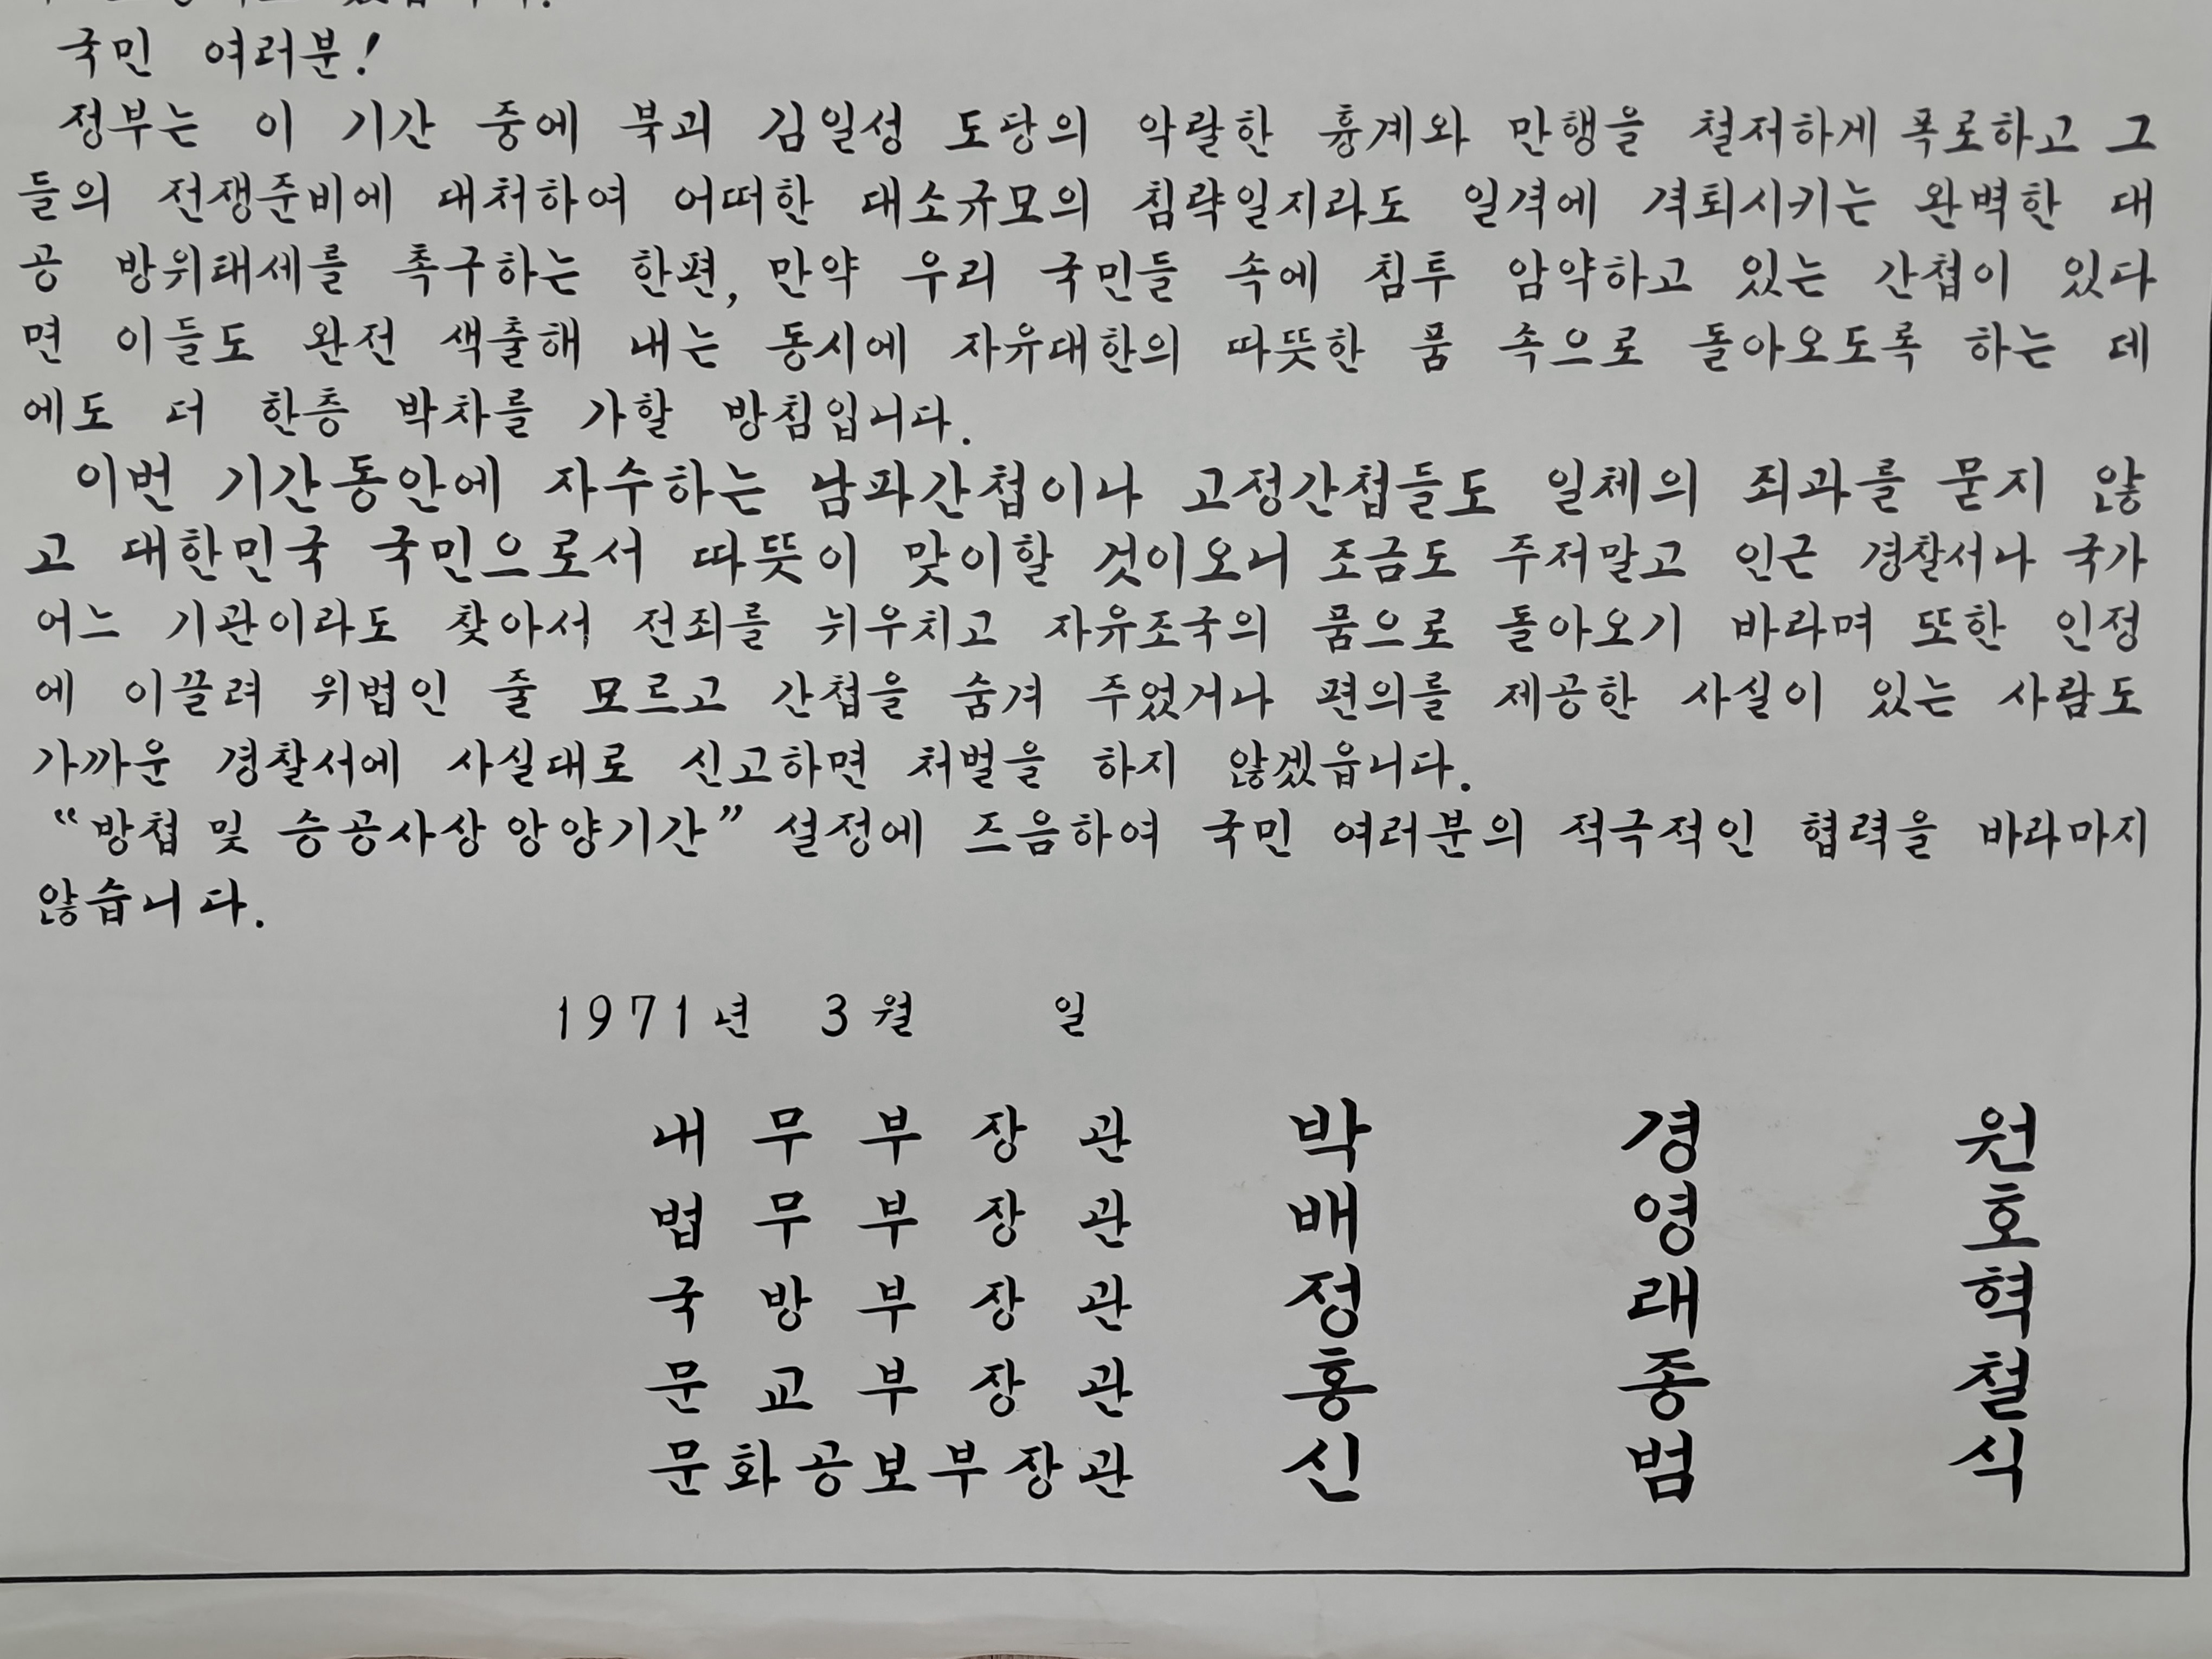 국민 여러분!
정부는 이 기간 중에 북괴 김일성 도당의 악랄한 흉계와 만행을 철저하게 폭로하고 그
들의 전쟁준비에 대처하여 어떠한 대소규모의 침략일지라도 일격에 격퇴시키는 완벽한 대
공 방위태세를 촉구하는 한편, 만약 우리 국민들 속에 침투 암약하고 있는 간첩이 있다
면 이들도 완전 색출해 내는 동시에 자유대한의 따뜻한 품 속으로 돌아오도록 하는 데
에도 더 한층 박차를 가할 방침입니다.
이번 기간동안에 자수하는 남파간첩이나 고정간첩들도 일체의 죄과를 묻지 않
고 대한민국 국민으로서 따뜻이 맞이할 것이오니 조금도 주저말고 인근 경찰서나 국가
어느 기관이라도 찾아서 전죄를 뉘우치고 자유조국의 품으로 돌아오기 바라며 또한 인정
에 이끌려 위법인 줄 모르고 간첩을 숨겨 주었거나 편의를 제공한 사실이 있는 사람도
가까운 경찰서에 사실대로 신고하면 처벌을 하지 않겠읍니다.
“방첩 및 승공사상 앙양기간” 설정에 즈음하여 국민 여러분의 적극적인 협력을 바라마지
않습니다.
1971년 3월 일
내무부장관 박경원
법무부장관 배영호
국방부장관 정래혁
문교부장관 홍종철
문화공보부장관 신범식